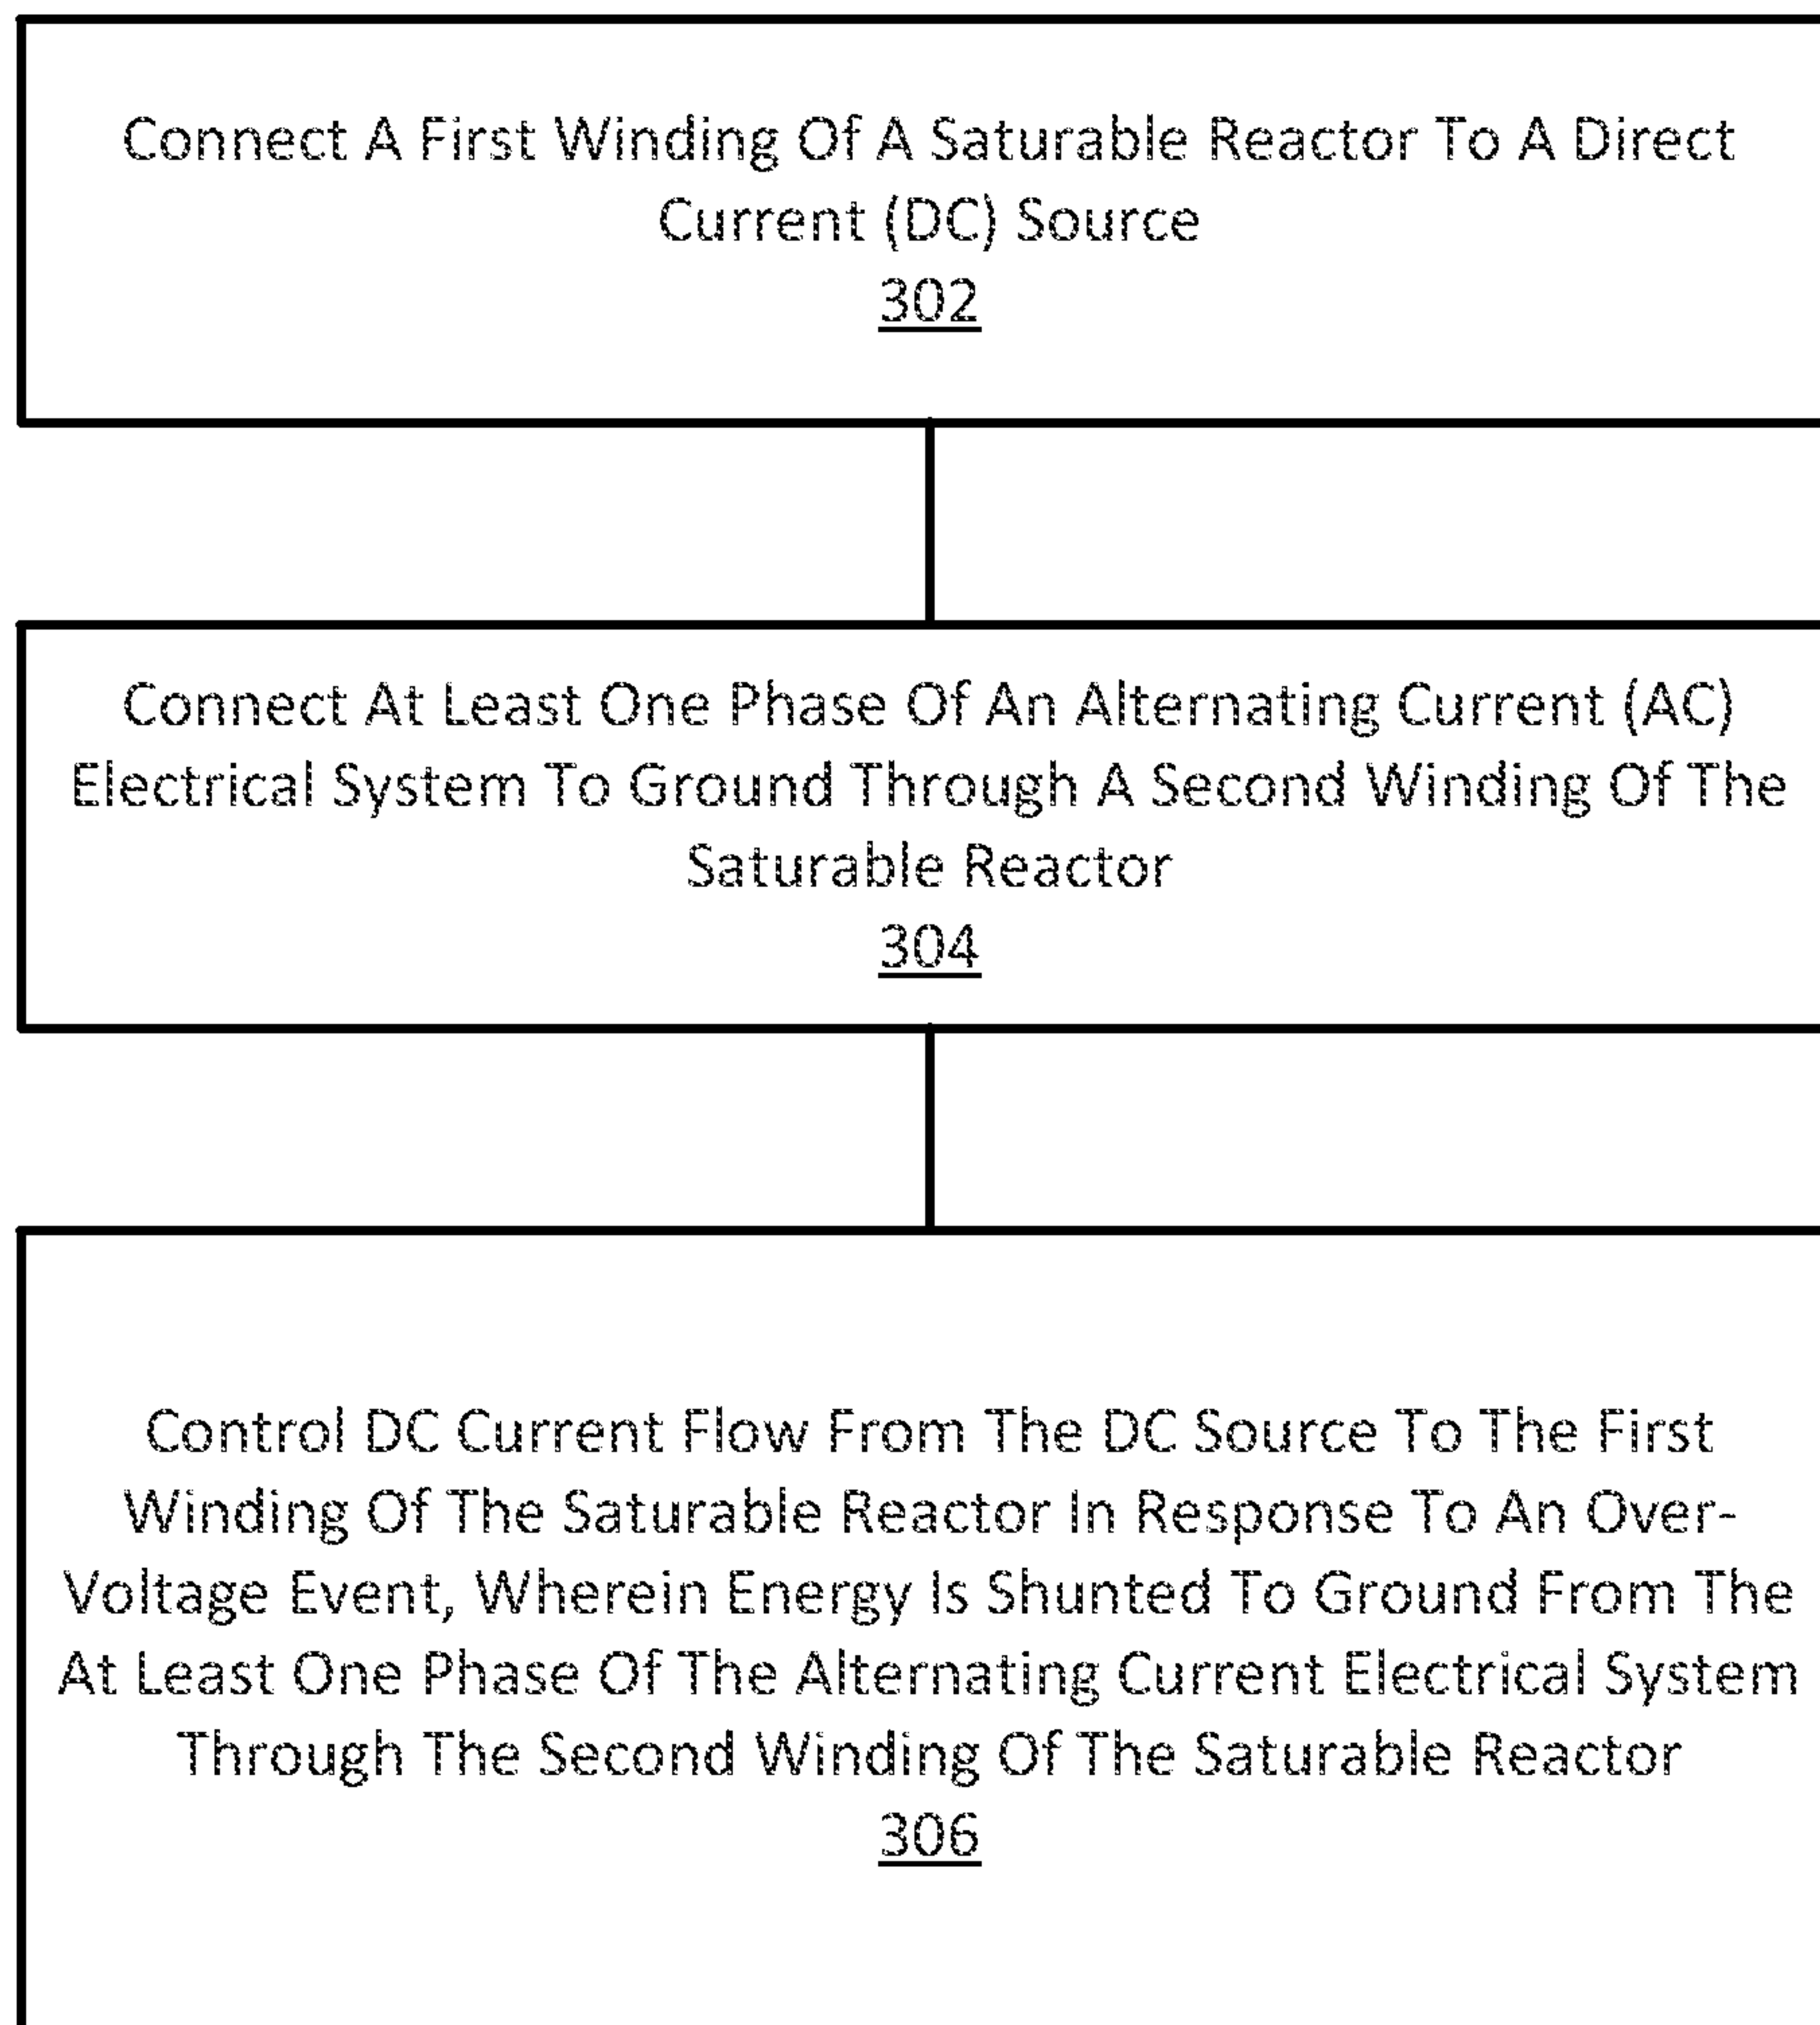 Connect A First Winding Of A Saturable Reactor To A Direct
Current (DC) Source
302
Connect At Least One Phase Of An Alternating Current (AC)
Electrical System To Ground Through A Second Winding Of The
Saturable Reactor
304
Control DC Current Flow From The DC Source To The First
Winding Of The Saturable Reactor In Response To An Over-
Voltage Event, Wherein Energy Is Shunted To Ground From The
At Least One Phase Of The Alternating Current Electrical System
Through The Second Winding Of The Saturable Reactor
306